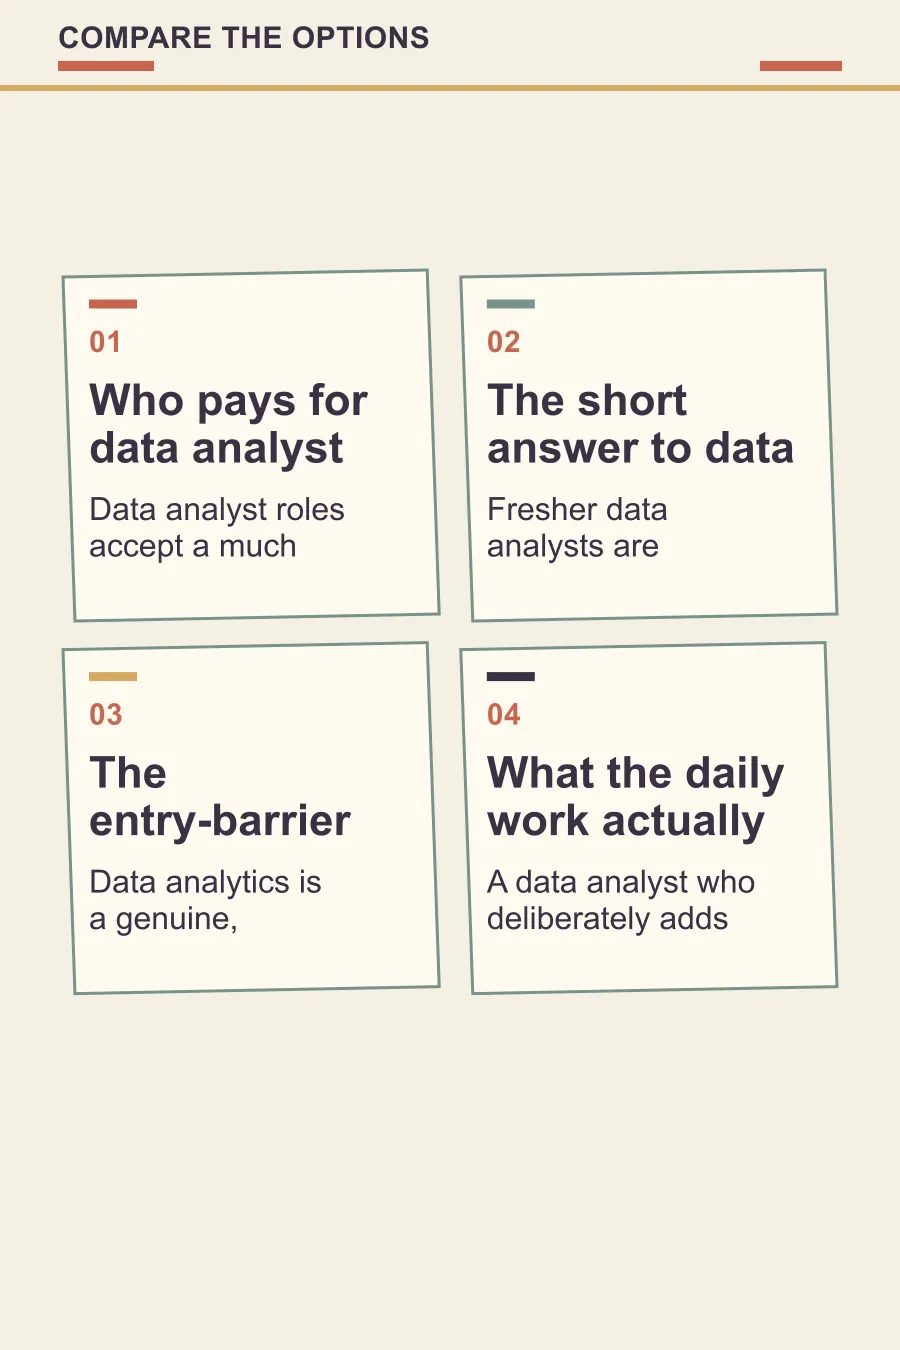 COMPARE THE OPTIONS
01
Who pays for
data analyst
Data analyst roles
accept a much
02
The short
answer to data
Fresher data
analysts are
03
The
entry-barrier
Data analytics is
a genuine,
04
What the daily
work actually
A data analyst who
deliberately adds